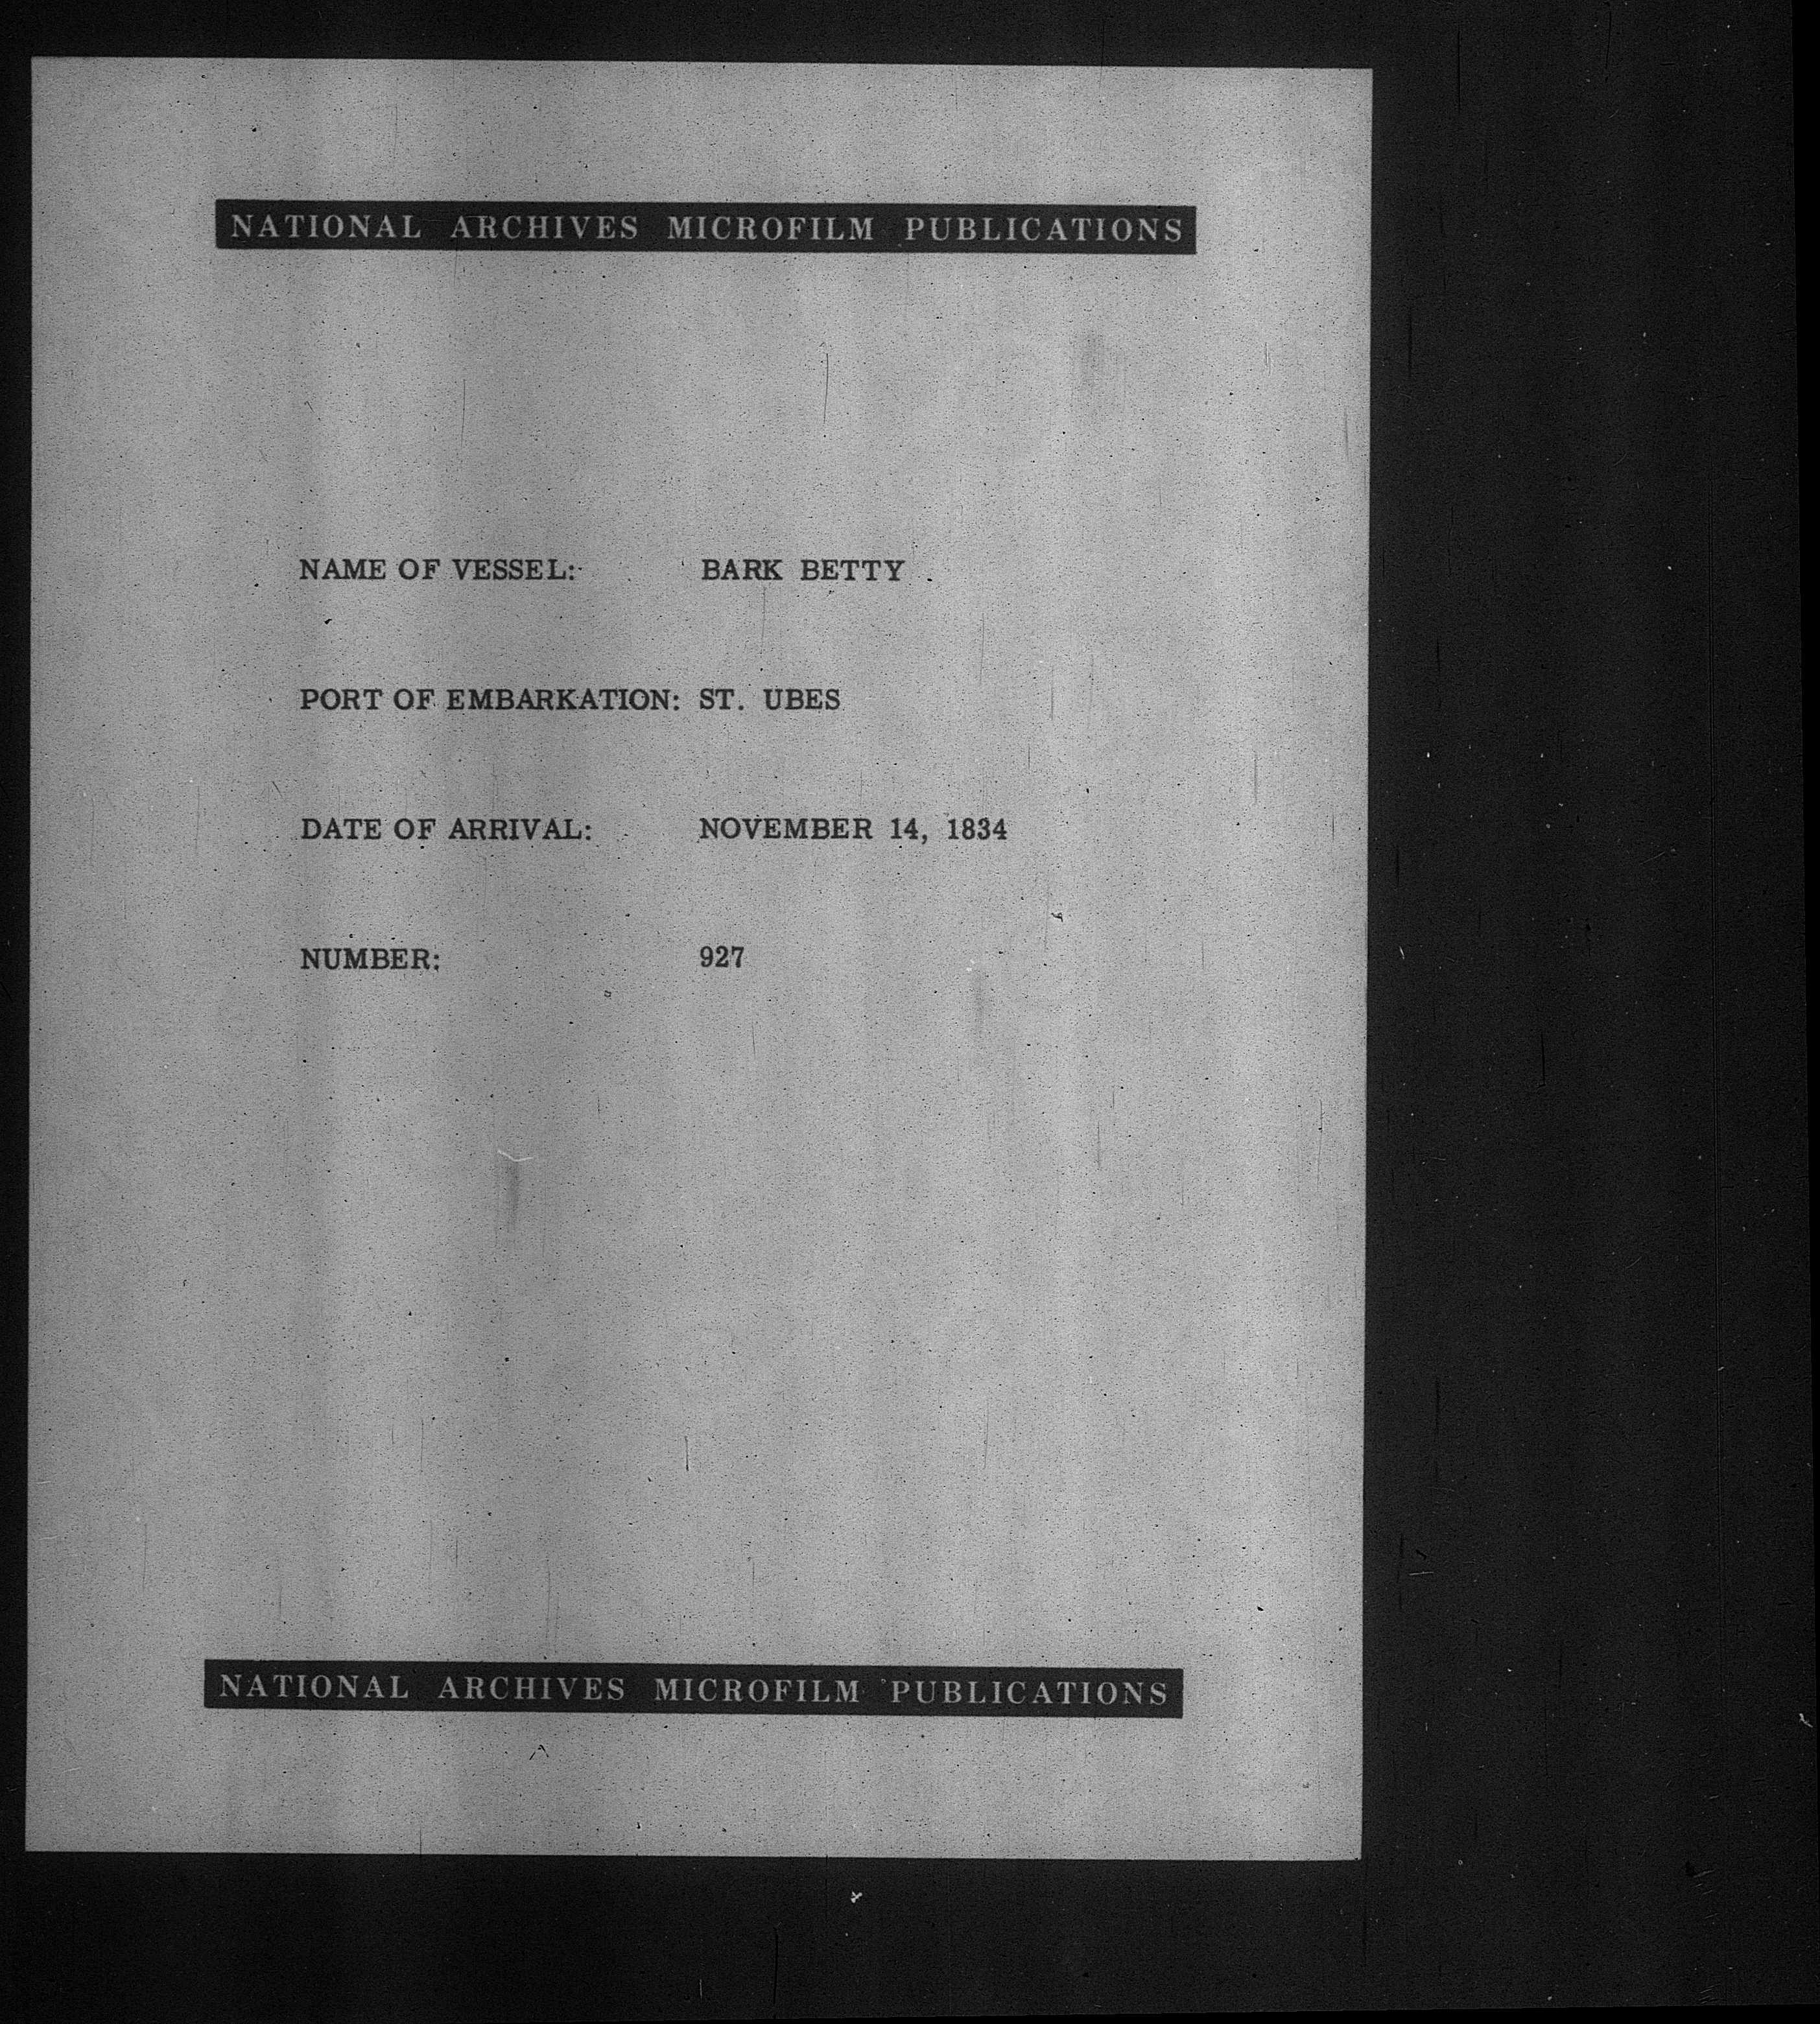 NATIONAL ARCHIVES MICROFILM PUBLICATIONS
NAME OF VESSEL: BARK BETTY
PORT OF EMBARKATION: ST. UBES
DATE OF ARRIVAL: NOVEMBER 14, 1834
NUMBER: 927
NATIONAL ARCHIVES MICROFILM PUBLICATIONS